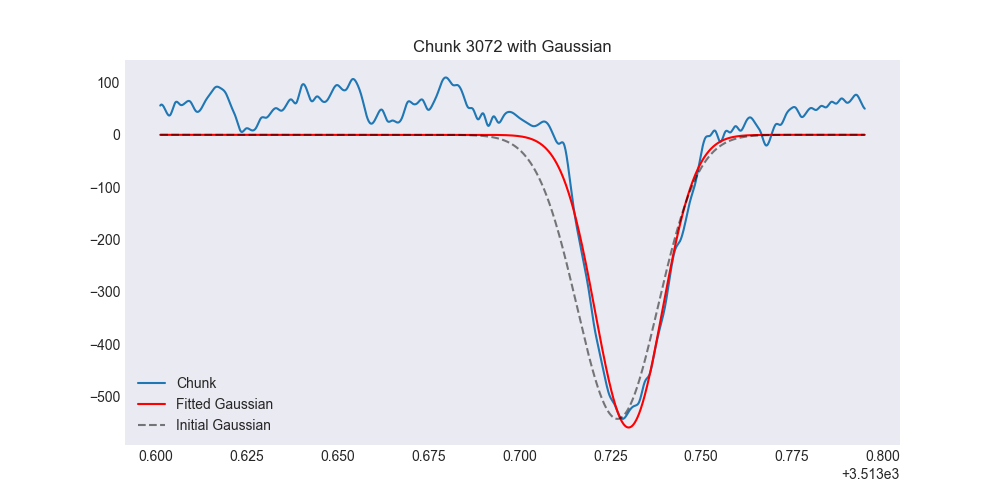 Chunk 3072 with Gaussian
100
0
−100
−200
−300
−400
−500
Chunk
Fitted Gaussian
Initial Gaussian
0.600 0.625 0.650 0.675 0.700 0.725 0.750 0.775 0.800
+3.513e3